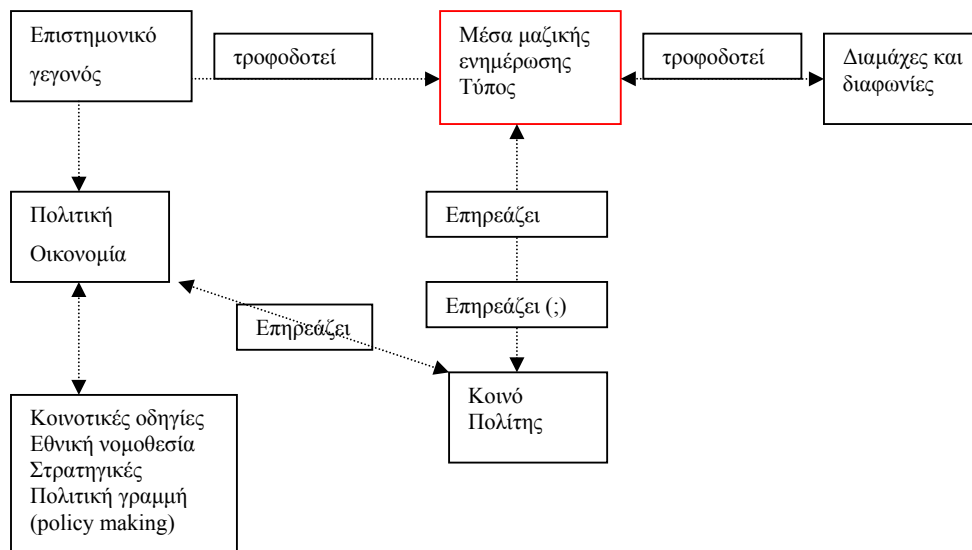 Επιστημονικό
γεγονός
τροφοδοτεί
Μέσα μαζικής
ενημέρωσης
Τύπος
τροφοδοτεί
Διαμάχες και
διαφωνίες
Πολιτική
Οικονομία
Επηρεάζει
Επηρεάζει (;)
Επηρεάζει
Κοινό
Πολίτης
Κοινοτικές οδηγίες
Εθνική νομοθεσία
Στρατηγικές
Πολιτική γραμμή
(policy making)